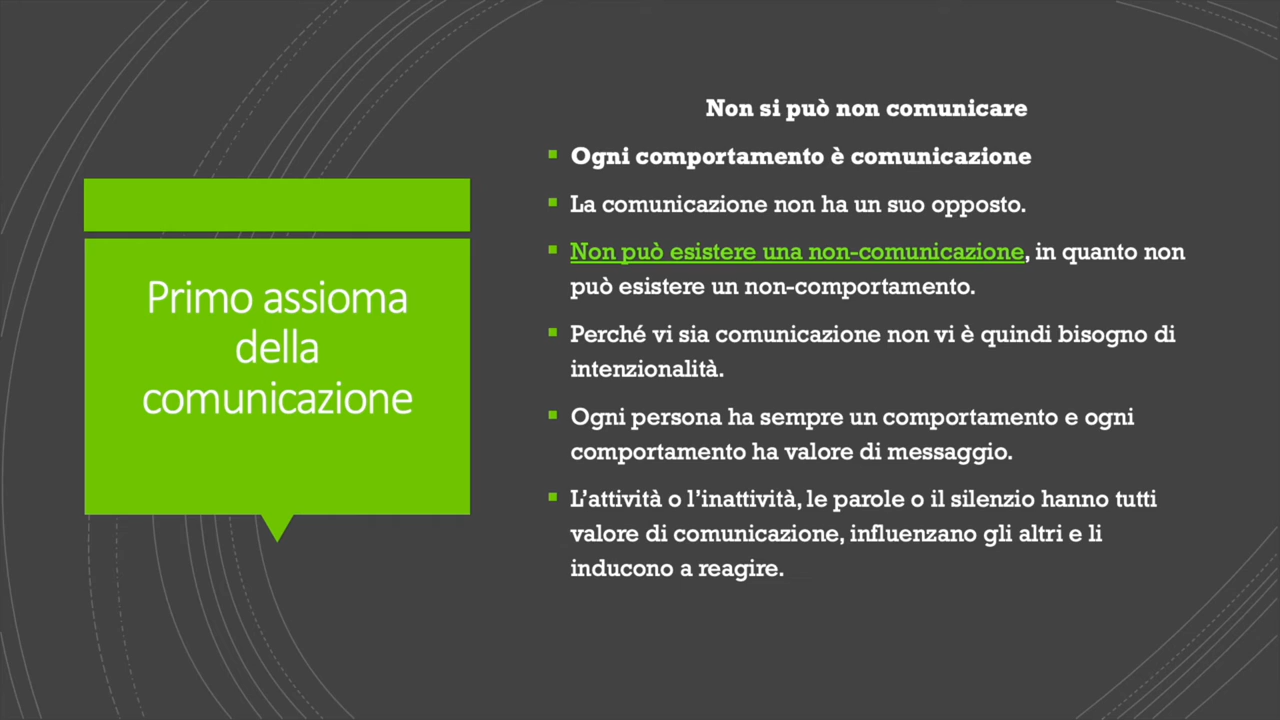 Primo assioma
della
comunicazione
Non si può non comunicare
Ogni comportamento è comunicazione
La comunicazione non ha un suo opposto.
Non può esistere una non-comunicazione, in quanto non
può esistere un non-comportamento.
Perché vi sia comunicazione non vi è quindi bisogno di
intenzionalità.
Ogni persona ha sempre un comportamento e ogni
comportamento ha valore di messaggio.
L’attività o l’inattività, le parole o il silenzio hanno tutti
valore di comunicazione, influenzano gli altri e li
inducono a reagire.